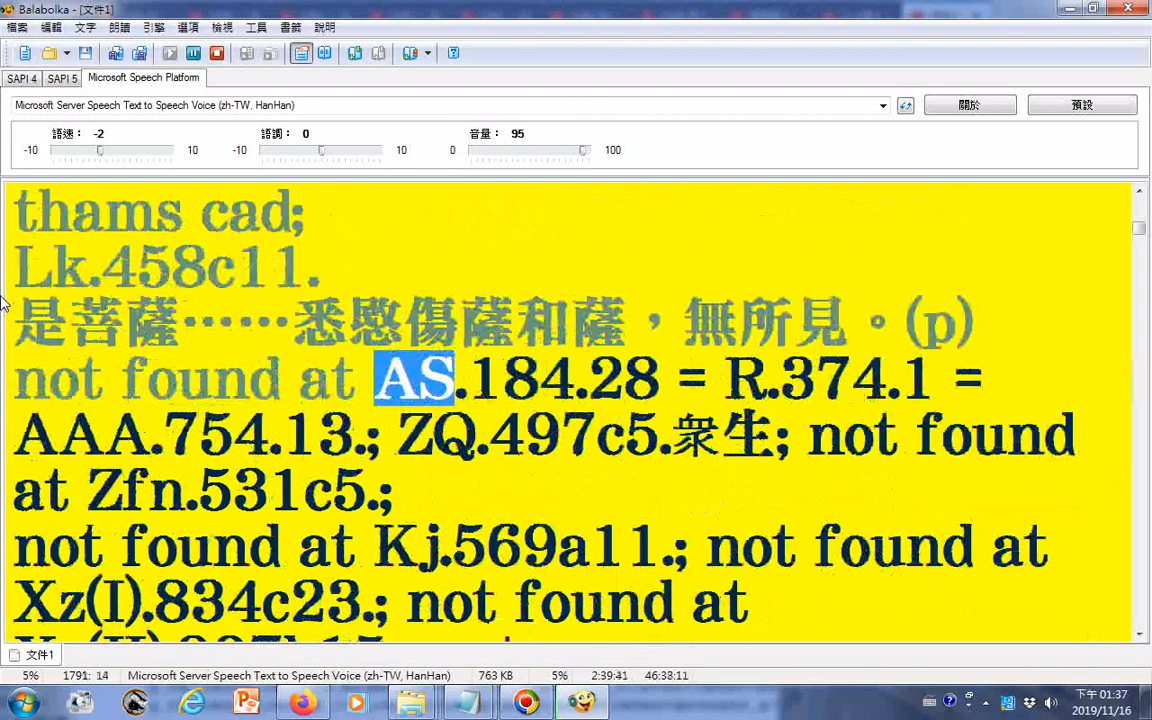 Balabolka - [文件1]
檔案 編輯 文字 朗讀 引擎 選項 檢視 工具 書籤 說明
SAPI 4 SAPI 5 Microsoft Speech Platform
Microsoft Server Speech Text to Speech Voice (zh-TW, HanHan) 關於 預設
語速： -2 語調： 0 音量： 95
-10 10 -10 10 0 100
thams cad;
Lk.458c11.
是菩薩……悉愍傷薩和薩，無所見。(p)
not found at AS.184.28 = R.374.1 =
AAA.754.13.; ZQ.497c5.衆生; not found
at Zfn.531c5.;
not found at Kj.569a11.; not found at
Xz(I).834c23.; not found at
文件1
5% 1791: 14 Microsoft Server Speech Text to Speech Voice (zh-TW, HanHan) 763 KB 5% 2:39:41 46:38:11
下午 01:37
2019/11/16